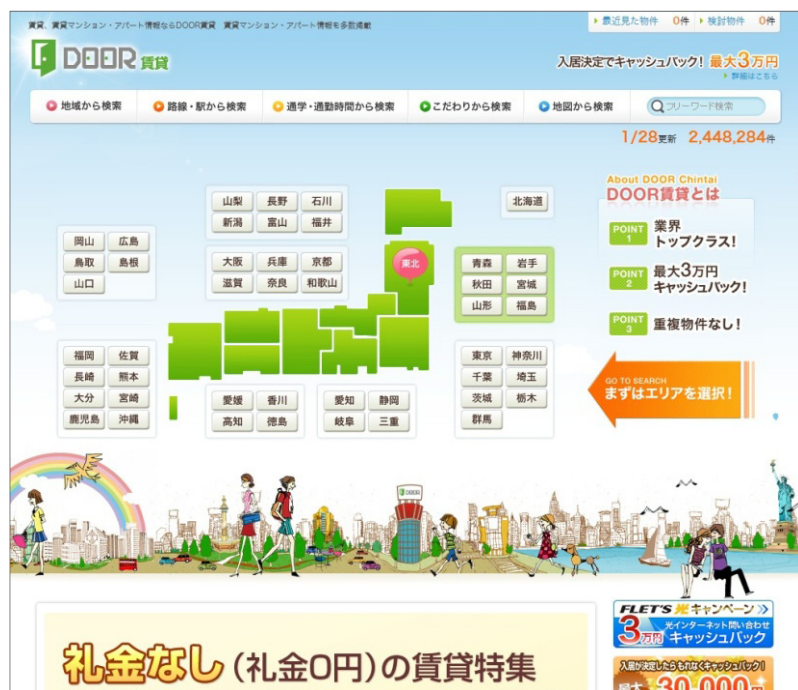 賃貸、賃貸マンション・アパート情報ならDOOR賃貸　賃貸マンション・アパート情報を多数掲載
最近見た物件 0件 検討物件 0件
DOOR 賃貸
入居決定でキャッシュバック! 最大3万円
詳細はこちら
地域から検索 路線・駅から検索 通学・通勤時間から検索 こだわりから検索 地図から検索 フリーワード検索
1/28更新 2,448,284件
山梨 長野 石川
新潟 富山 福井
北海道
岡山 広島
鳥取 島根
山口
大阪 兵庫 京都
滋賀 奈良 和歌山
東北
青森 岩手
秋田 宮城
山形 福島
福岡 佐賀
長崎 熊本
大分 宮崎
鹿児島 沖縄
愛媛 香川
高知 徳島
愛知 静岡
岐阜 三重
東京 神奈川
千葉 埼玉
茨城 栃木
群馬
About DOOR Chintai
DOOR賃貸とは
POINT 1 業界
トップクラス!
POINT 2 最大3万円
キャッシュバック!
POINT 3 重複物件なし!
GO TO SEARCH
まずはエリアを選択!
DOOR
礼金なし(礼金0円)の賃貸特集
FLET'S 光 キャンペーン
3万円 光インターネット問い合わせ
キャッシュバック
入居が決定したらもれなくキャッシュバック!
最大 30,000円